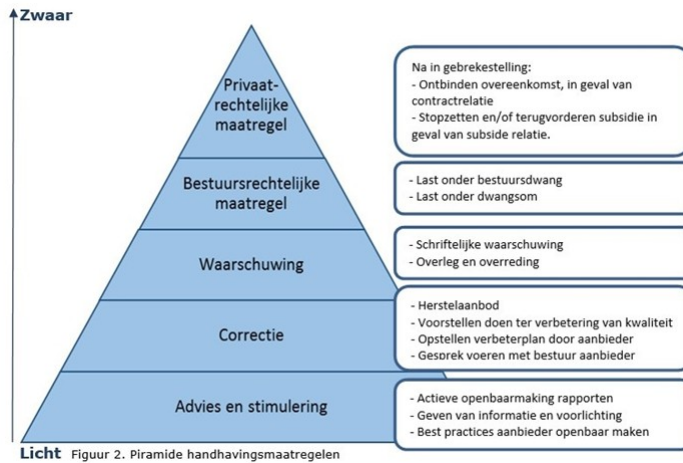 Zwaar
Privaat-
rechtelijke
maatregel
Na in gebrekestelling:
- Ontbinden overeenkomst, in geval van
contractrelatie
- Stopzetten en/of terugvorderen subsidie in
geval van subside relatie.
Bestuursrechtelijke
maatregel
- Last onder bestuursdwang
- Last onder dwangsom
Waarschuwing
- Schriftelijke waarschuwing
- Overleg en overreding
Correctie
- Herstelaanbod
- Voorstellen doen ter verbetering van kwaliteit
- Opstellen verbeterplan door aanbieder
- Gesprek voeren met bestuur aanbieder
Advies en stimulering
- Actieve openbaarmaking rapporten
- Geven van informatie en voorlichting
- Best practices aanbieder openbaar maken
Licht Figuur 2. Piramide handhavingsmaatregelen